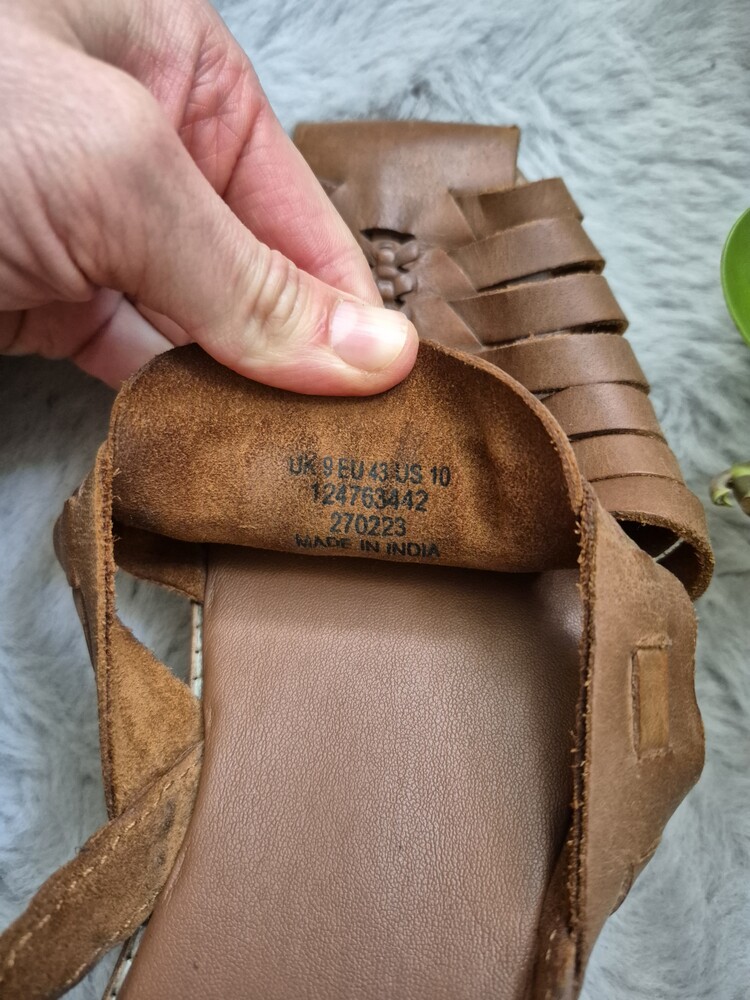 UK 9 EU 43 US 10
124763442
270223
MADE IN INDIA